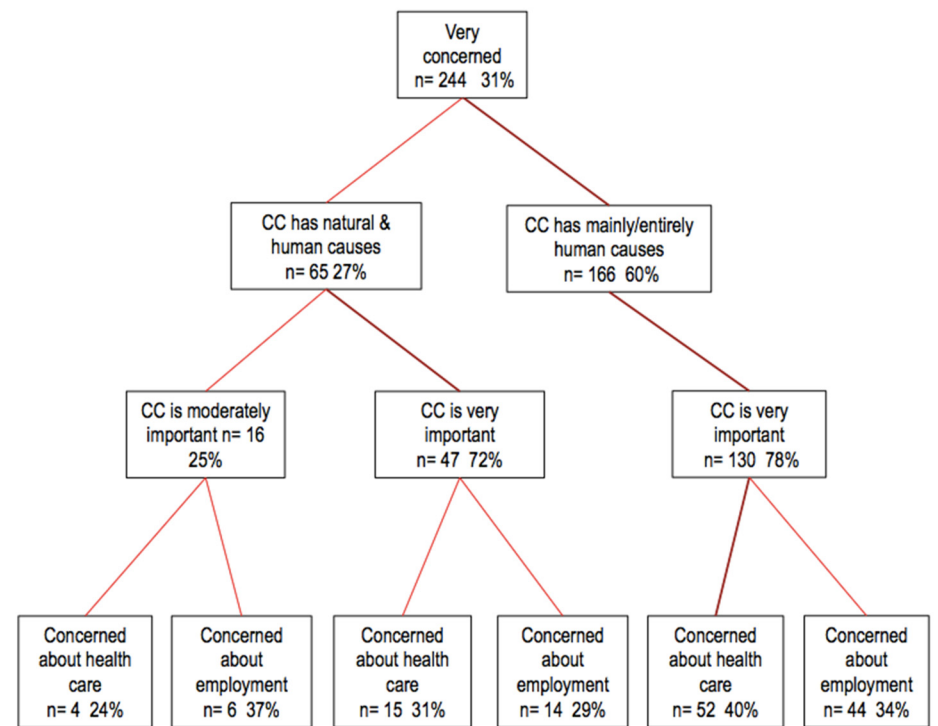 Very
concerned
n= 244 31%
CC has natural &
human causes
n= 65 27%
CC has mainly/entirely
human causes
n= 166 60%
CC is moderately
important n= 16
25%
CC is very
important
n= 47 72%
CC is very
important
n= 130 78%
Concerned
about health
care
n= 4 24%
Concerned
about
employment
n= 6 37%
Concerned
about health
care
n= 15 31%
Concerned
about
employment
n= 14 29%
Concerned
about health
care
n= 52 40%
Concerned
about
employment
n= 44 34%